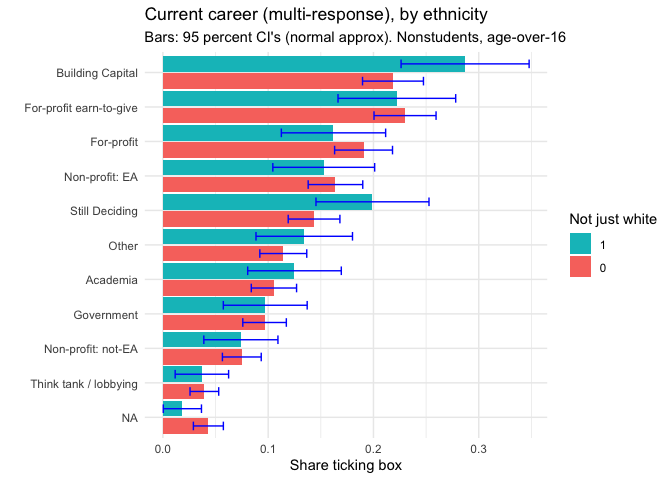 Current career (multi-response), by ethnicity
Bars: 95 percent CI's (normal approx). Nonstudents, age-over-16
Building Capital
For-profit earn-to-give
For-profit
Non-profit: EA
Still Deciding
Other
Academia
Government
Non-profit: not-EA
Think tank / lobbying
NA
0.0 0.1 0.2 0.3
Share ticking box
Not just white
1
0